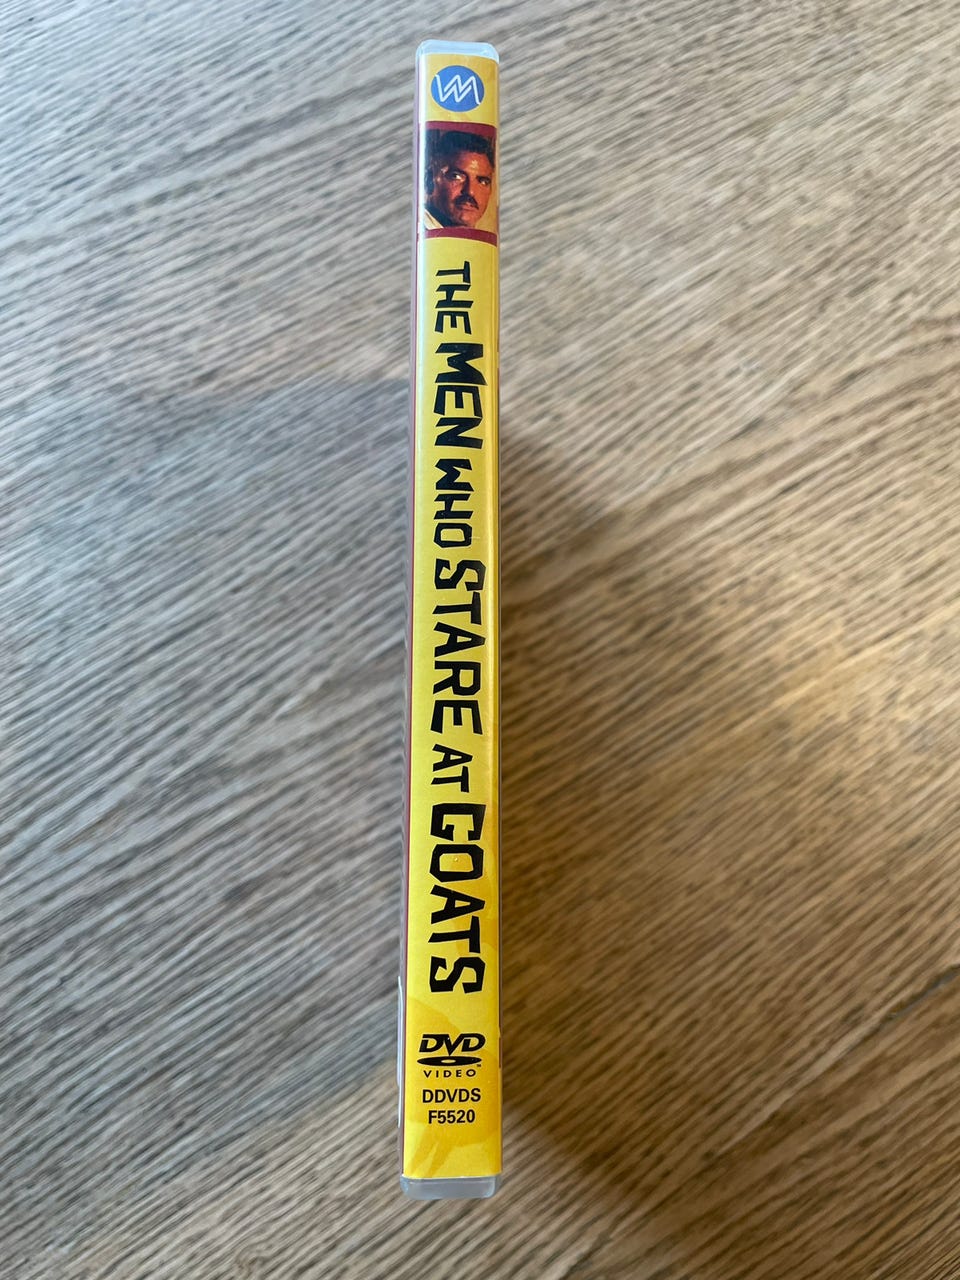 THE MEN WHO STARE AT GOATS
DVD
VIDEO
DDVDS
F5520